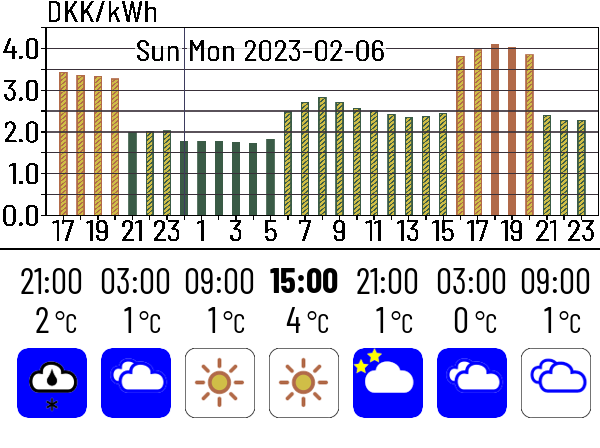 DKK/kWh
Sun Mon 2023-02-06
4.0
3.0
2.0
1.0
0.0
17 19 21 23 1 3 5 7 9 11 13 15 17 19 21 23
21:00 03:00 09:00 15:00 21:00 03:00 09:00
2 °C 1 °C 1 °C 4 °C 1 °C 0 °C 1 °C